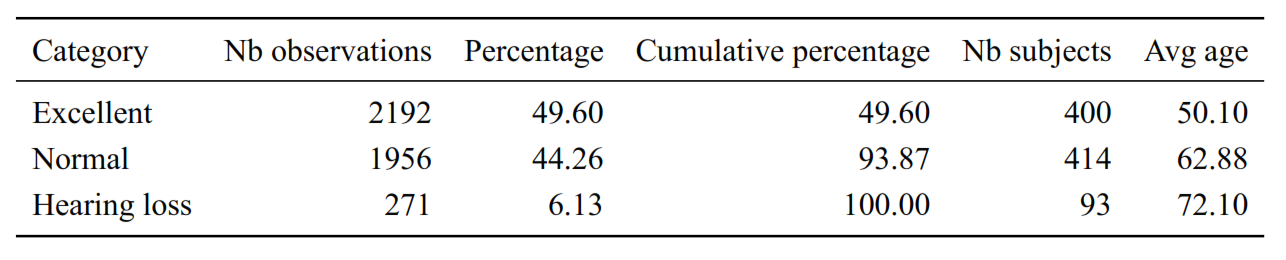 Category Nb observations Percentage Cumulative percentage Nb subjects Avg age
Excellent 2192 49.60 49.60 400 50.10
Normal 1956 44.26 93.87 414 62.88
Hearing loss 271 6.13 100.00 93 72.10